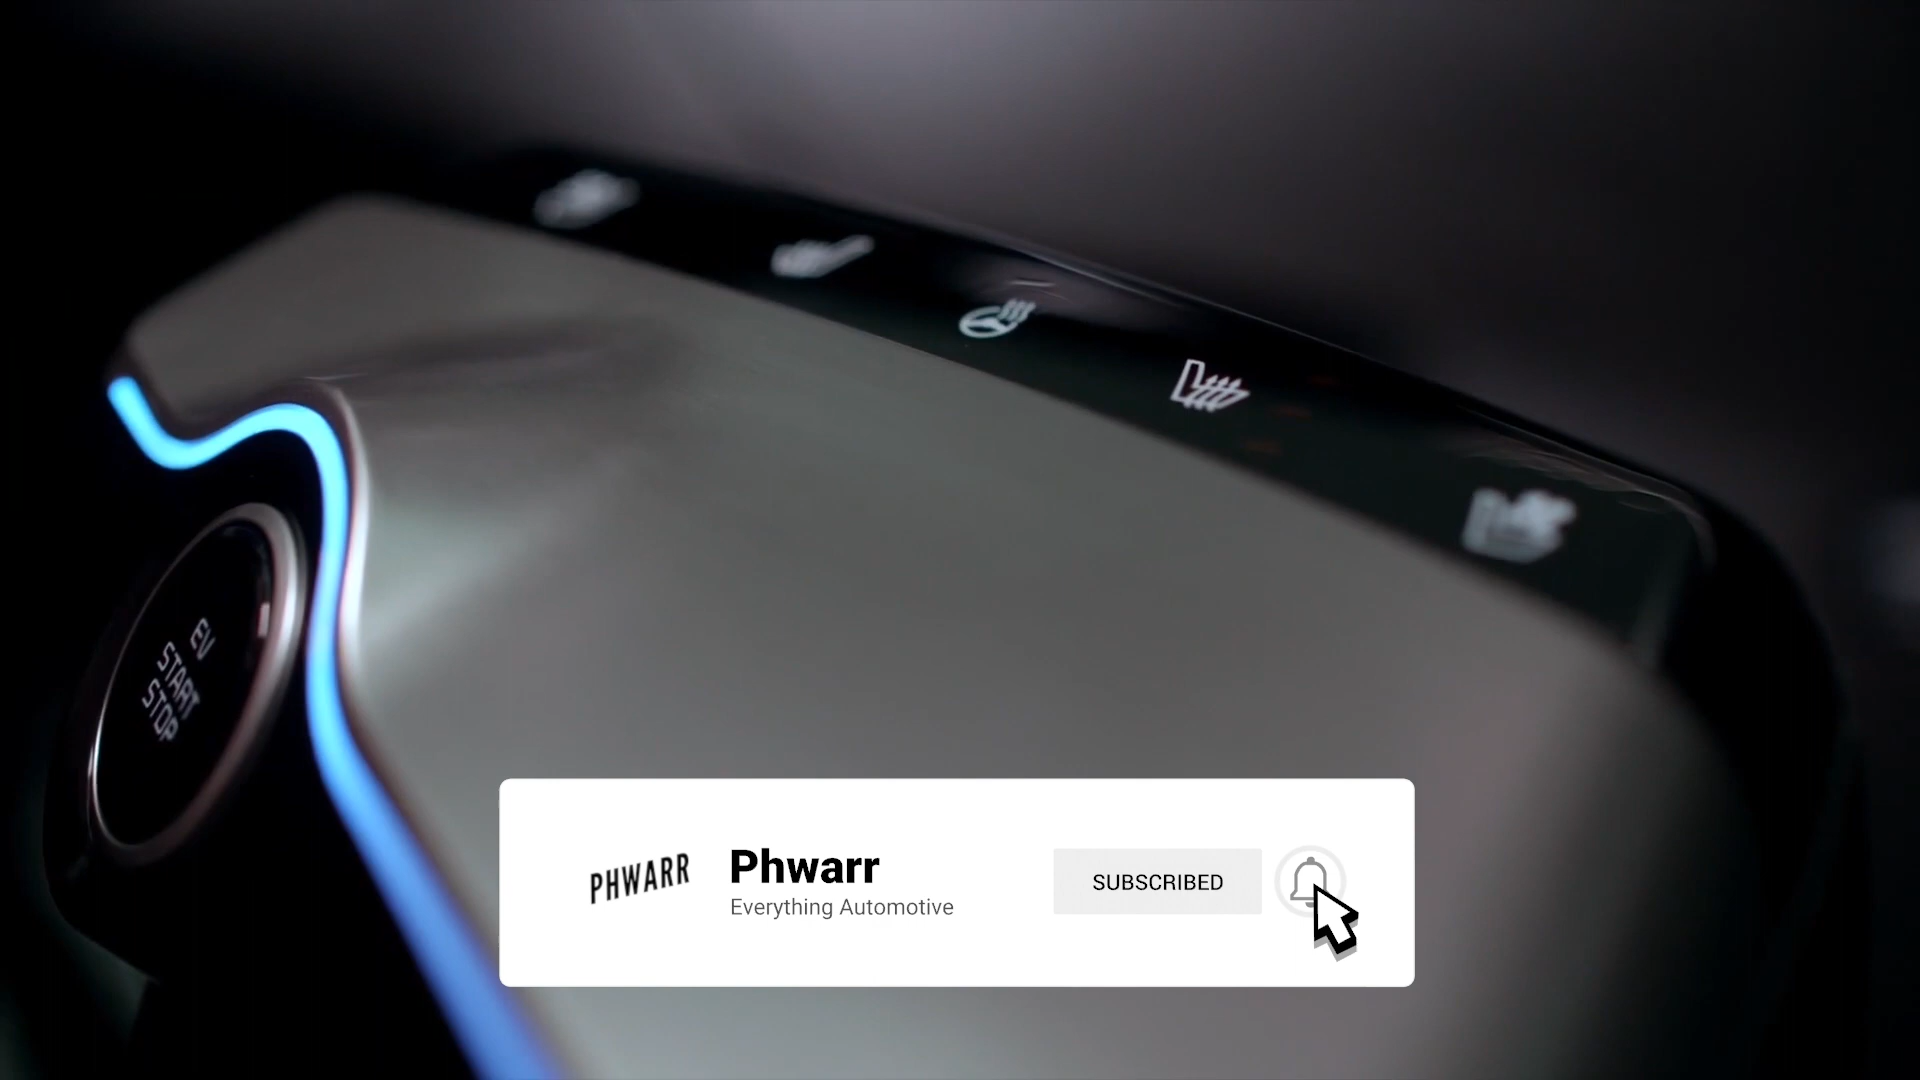 EV
START
STOP
PHWARR
Phwarr
Everything Automotive
SUBSCRIBED